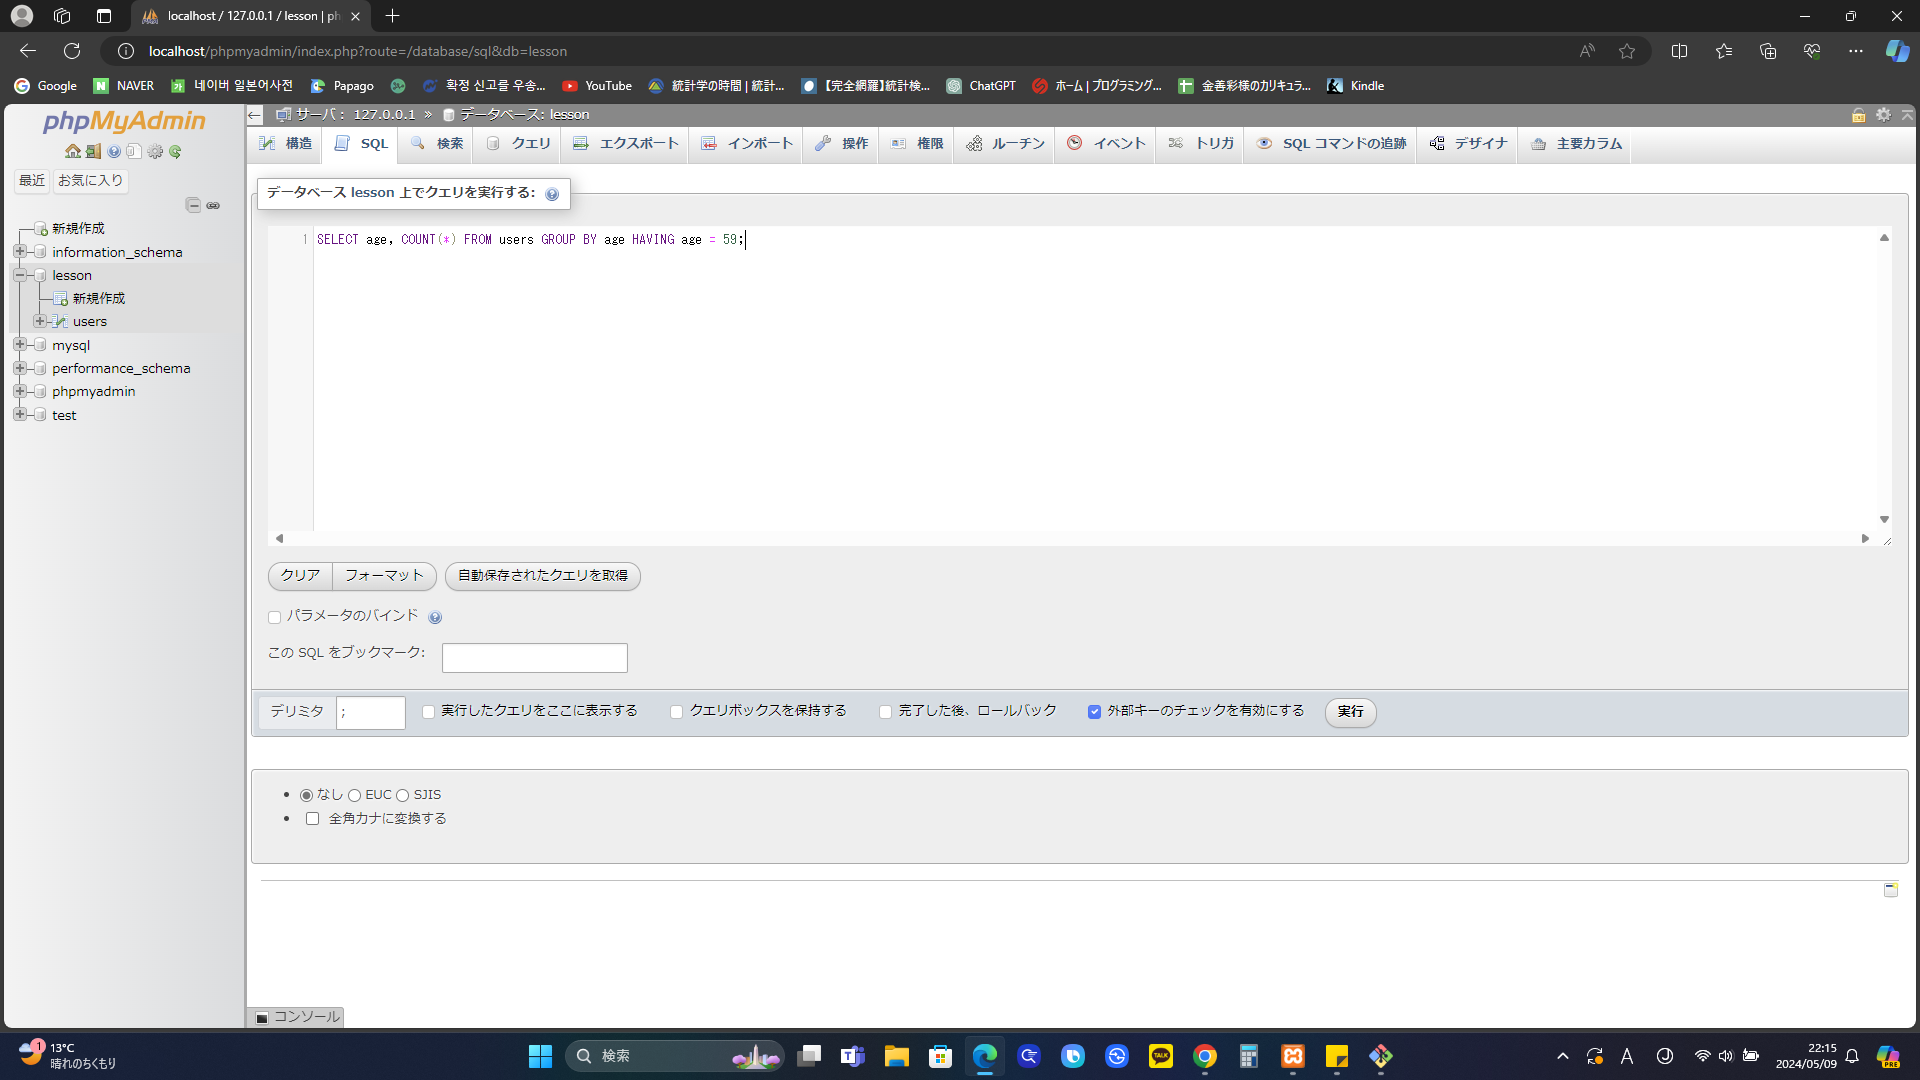 localhost / 127.0.0.1 / lesson | ph
localhost/phpmyadmin/index.php?route=/database/sql&db=lesson
Google NAVER 네이버 일본어사전 Papago 확정 신고를 우송... YouTube 統計学の時間 | 統計... 【完全網羅】統計検... ChatGPT ホーム | プログラミング... 金善彩様のカリキュラ... Kindle
phpMyAdmin
最近 お気に入り
新規作成
information_schema
lesson
新規作成
users
mysql
performance_schema
phpmyadmin
test
サーバ: 127.0.0.1 » データベース: lesson
構造 SQL 検索 クエリ エクスポート インポート 操作 権限 ルーチン イベント トリガ SQL コマンドの追跡 デザイナ 主要カラム
データベース lesson 上でクエリを実行する:
1 SELECT age, COUNT(*) FROM users GROUP BY age HAVING age = 59;
クリア フォーマット 自動保存されたクエリを取得
パラメータのバインド
この SQL をブックマーク:
デリミタ ; 実行したクエリをここに表示する クエリボックスを保持する 完了した後、ロールバック 外部キーのチェックを有効にする 実行
なし EUC SJIS
全角カナに変換する
コンソール
1 13°C
晴れのちくもり
検索
TALK
A
22:15
2024/05/09
PRE